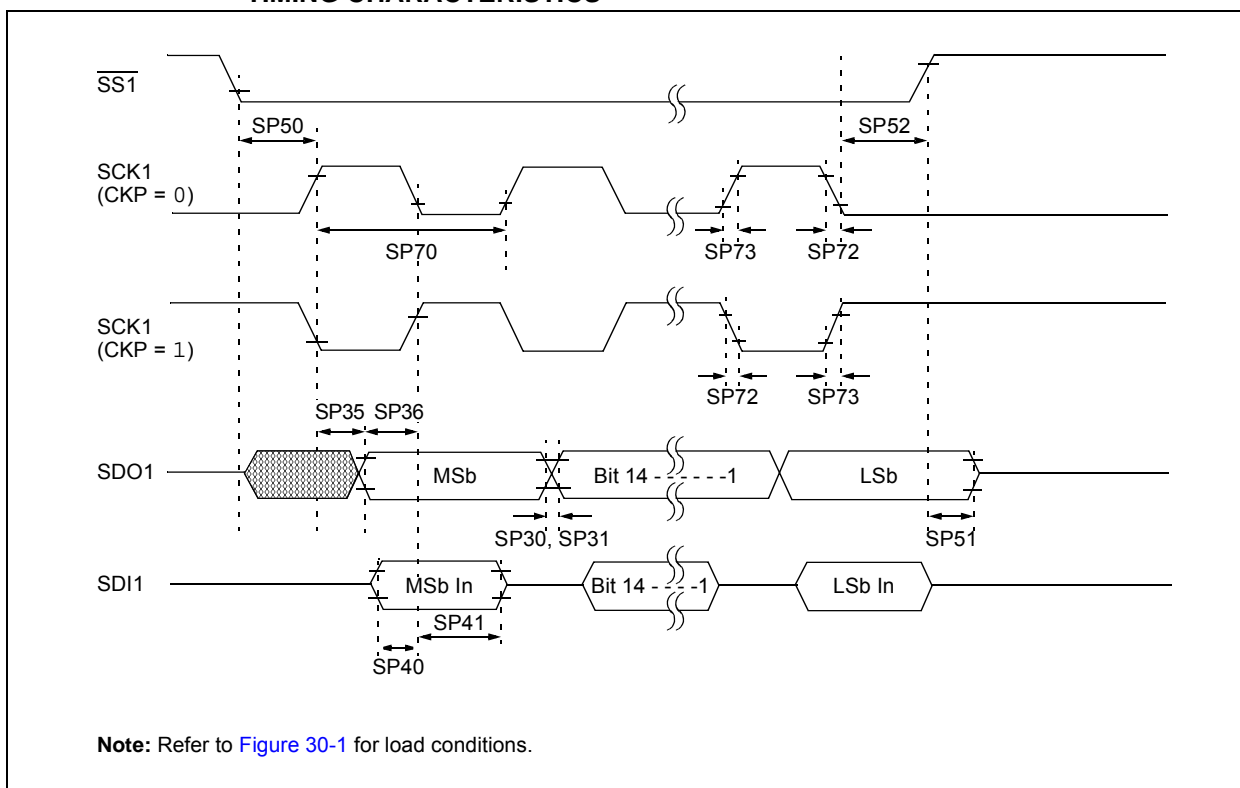 TIMING CHARACTERISTICS
SS1
SP50
SP52
SCK1
(CKP = 0)
SP70
SP73
SP72
SCK1
(CKP = 1)
SP72
SP73
SP35
SP36
SDO1
MSb
Bit 14 - - - - - -1
LSb
SP30, SP31
SP51
SDI1
MSb In
Bit 14 - - - -1
LSb In
SP41
SP40
Note: Refer to Figure 30-1 for load conditions.